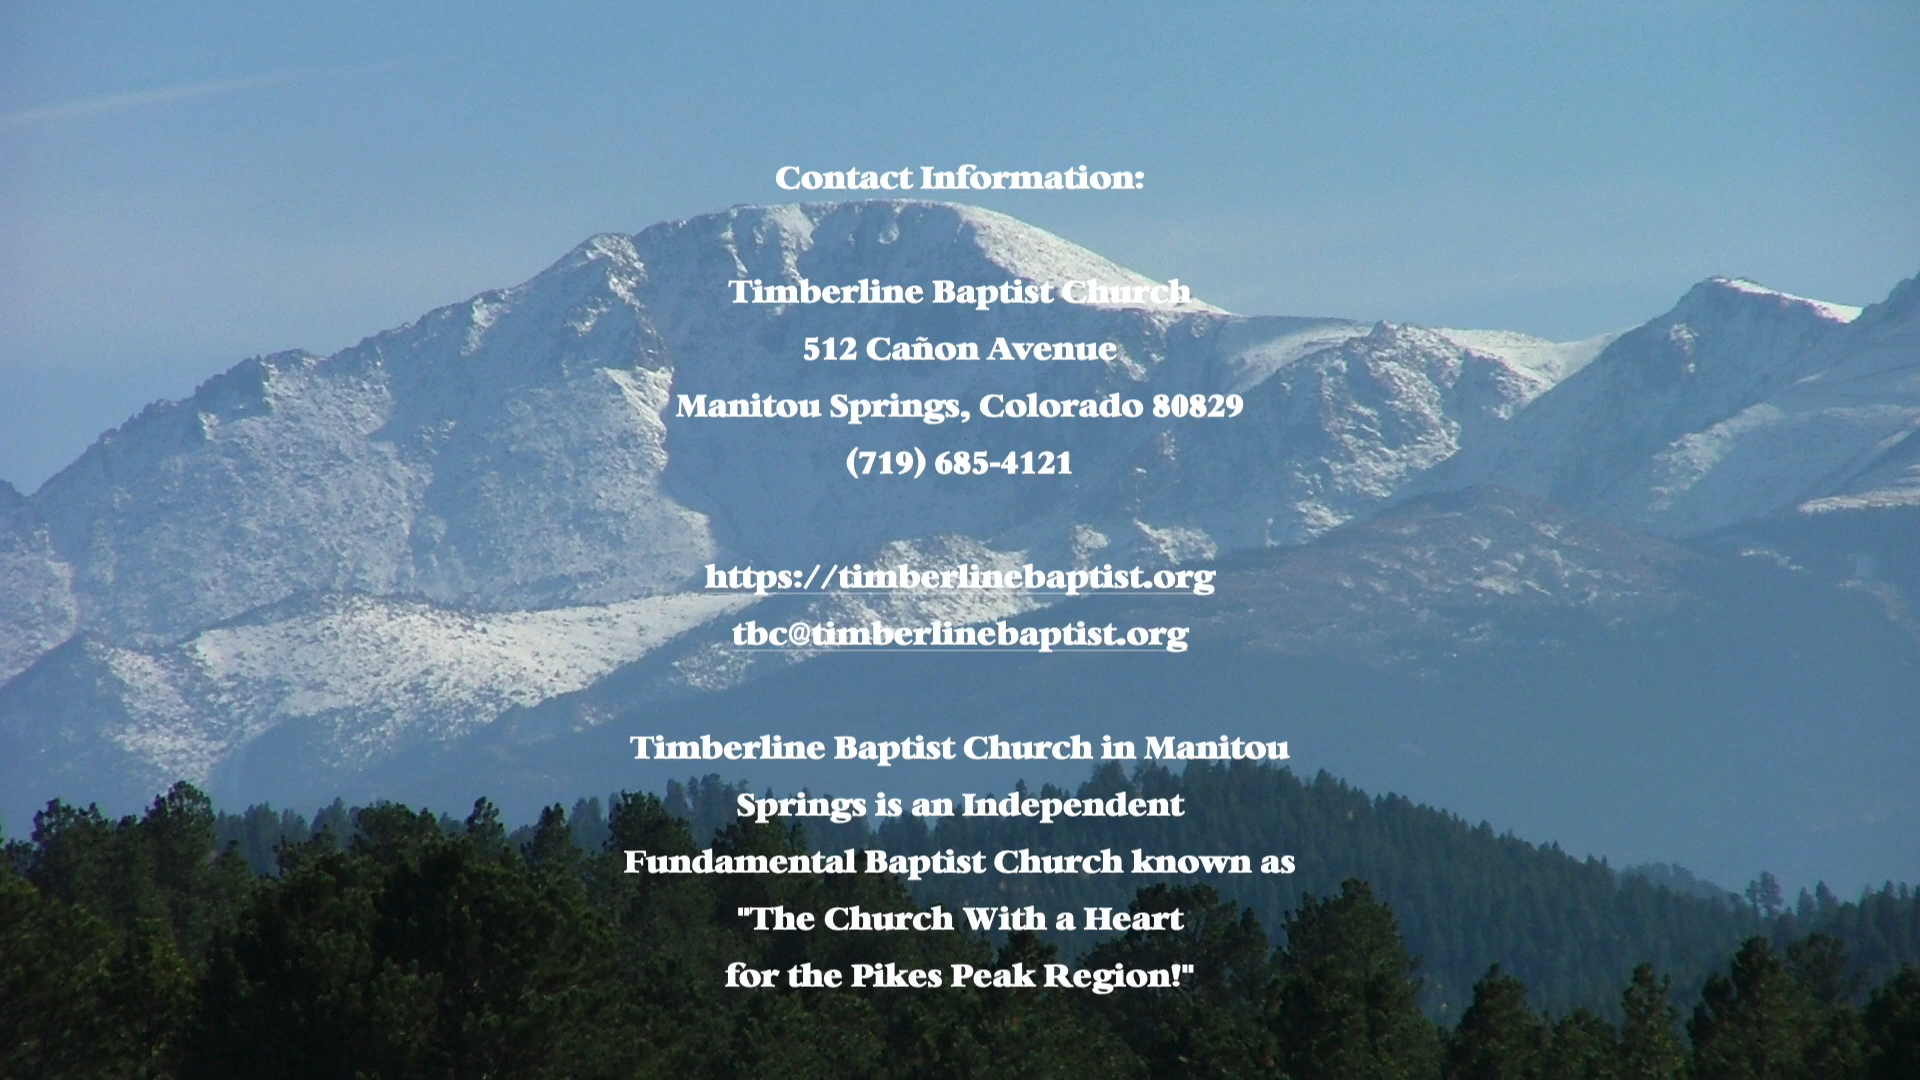 Contact Information:
Timberline Baptist Church
512 Cañon Avenue
Manitou Springs, Colorado 80829
(719) 685-4121
https://timberlinebaptist.org
tbc@timberlinebaptist.org
Timberline Baptist Church in Manitou
Springs is an Independent
Fundamental Baptist Church known as
"The Church With a Heart
for the Pikes Peak Region!"